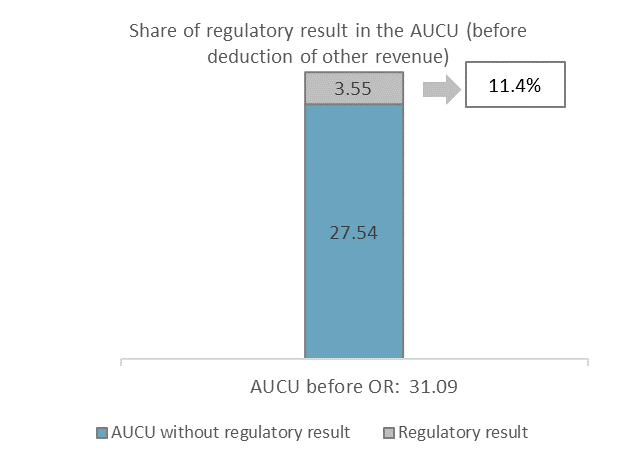 Share of regulatory result in the AUCU (before
deduction of other revenue)
3.55
11.4%
27.54
AUCU before OR: 31.09
AUCU without regulatory result
Regulatory result